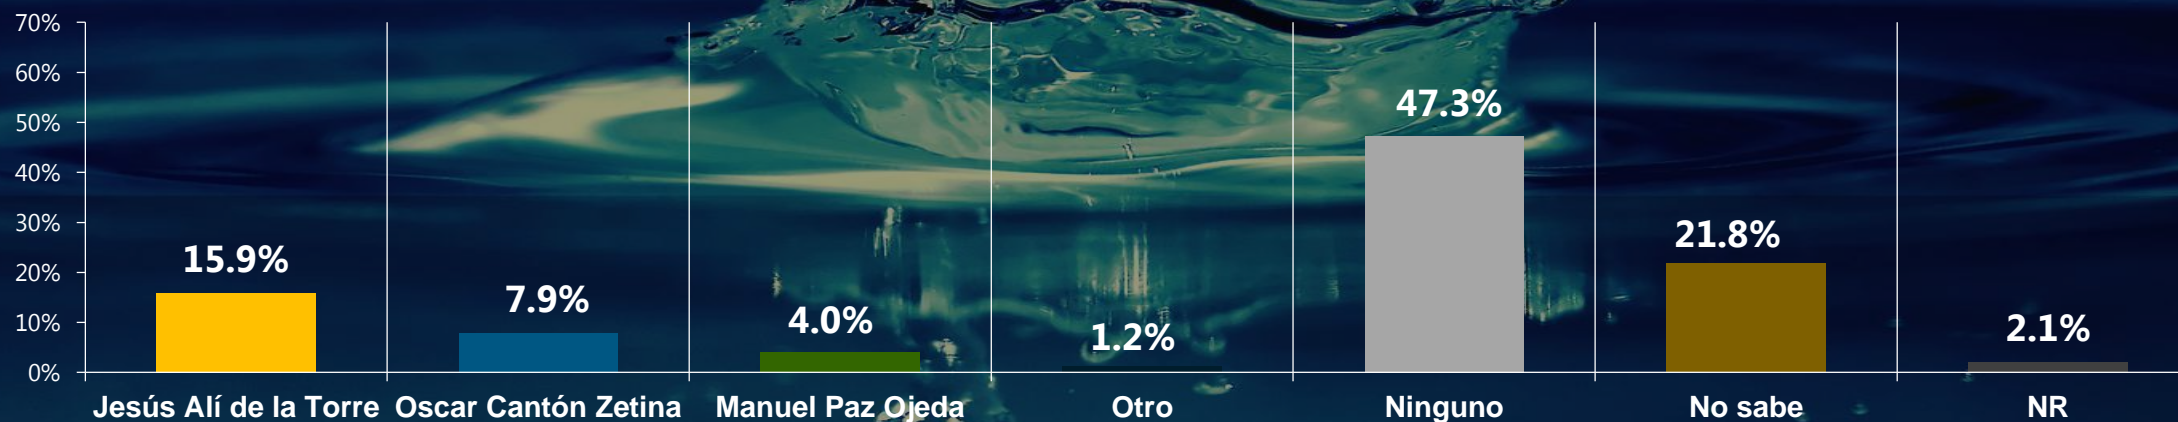 70%
60%
50%
40%
30%
20%
10%
0%
15.9%
7.9%
4.0%
1.2%
47.3%
21.8%
2.1%
Jesús Alí de la Torre
Oscar Cantón Zetina
Manuel Paz Ojeda
Otro
Ninguno
No sabe
NR